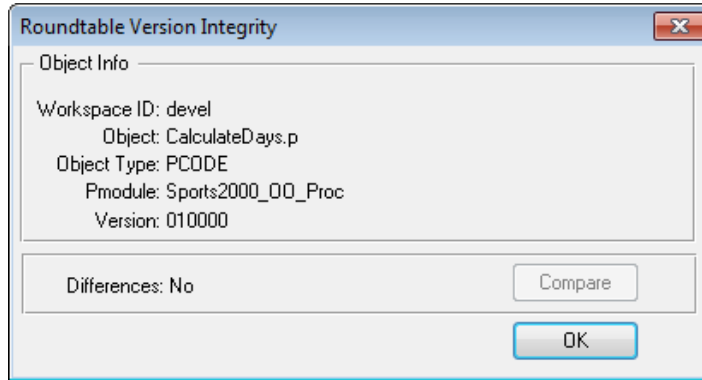 Roundtable Version Integrity
Object Info
Workspace ID: devel
Object: CalculateDays.p
Object Type: PCODE
Pmodule: Sports2000_OO_Proc
Version: 010000
Differences: No
Compare
OK